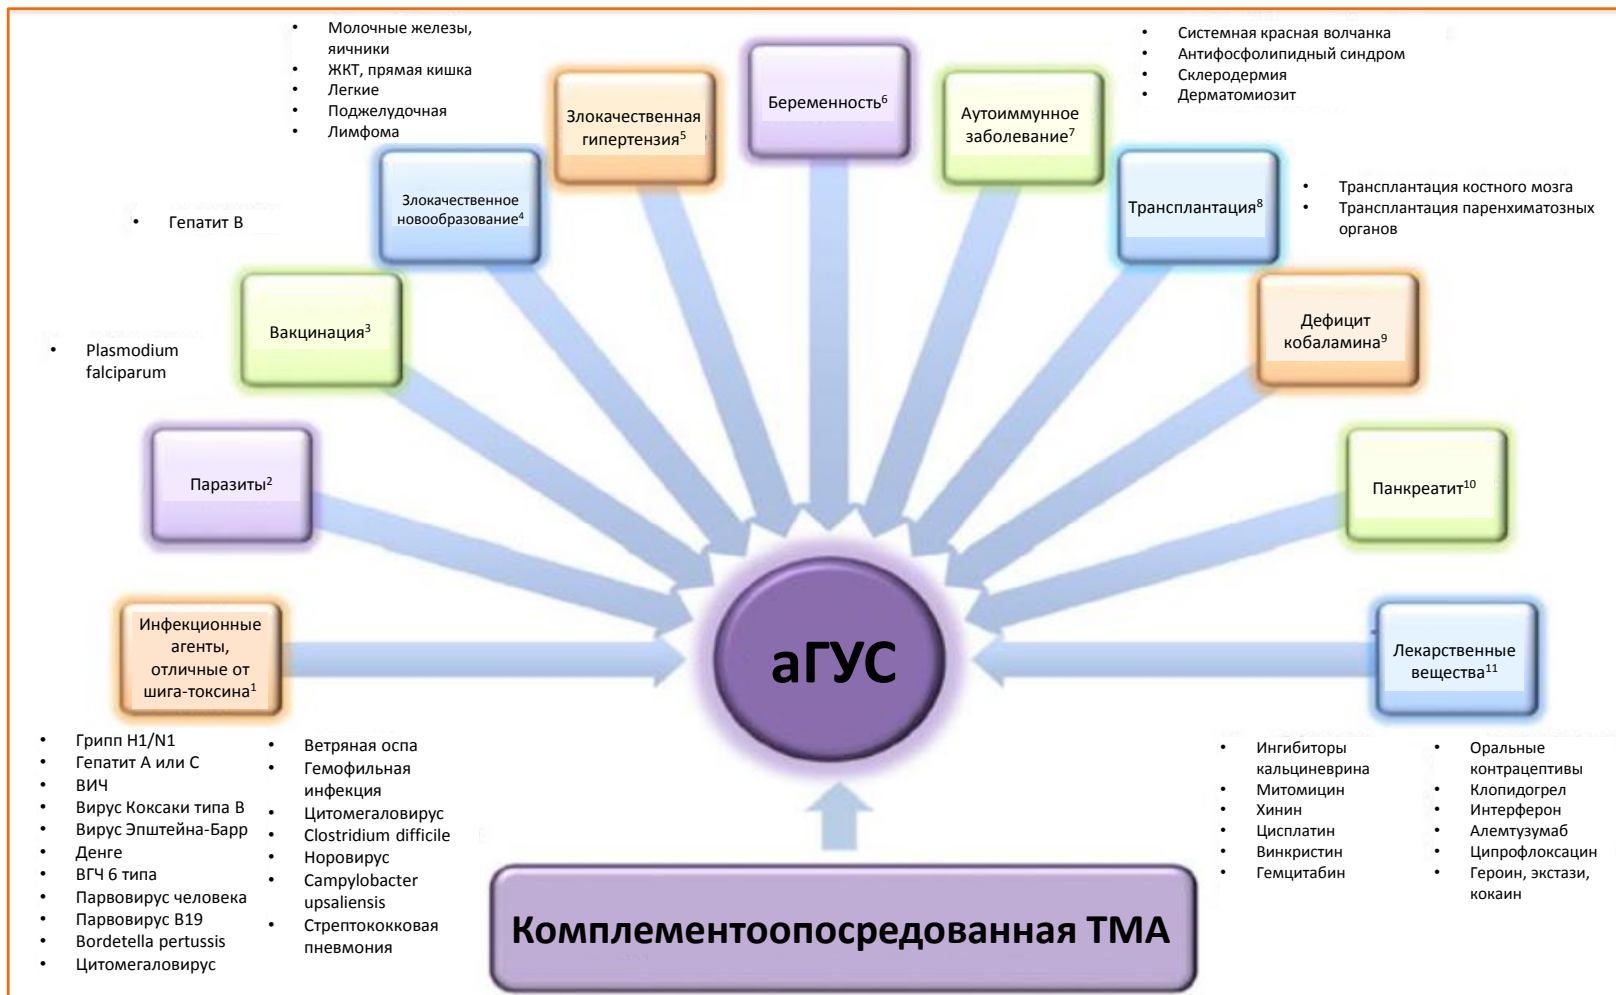 • Молочные железы,
яичники
• ЖКТ, прямая кишка
• Легкие
• Поджелудочная
• Лимфома
Злокачественная
гипертензия⁵
Беременность⁶
Аутоиммунное
заболевание⁷
• Системная красная волчанка
• Антифосфолипидный синдром
• Склеродермия
• Дерматомиозит
• Гепатит В
Злокачественное
новообразование⁴
Трансплантация⁸
• Трансплантация костного мозга
• Трансплантация паренхиматозных
органов
• Plasmodium
falciparum
Вакцинация³
Дефицит
кобаламина⁹
Паразиты²
Панкреатит¹⁰
Инфекционные
агенты,
отличные от
шига-токсина¹
аГУС
Лекарственные
вещества¹¹
• Грипп H1/N1
• Гепатит А или С
• ВИЧ
• Вирус Коксаки типа В
• Вирус Эпштейна-Барр
• Денге
• ВГЧ 6 типа
• Парвовирус человека
• Парвовирус В19
• Bordetella pertussis
• Цитомегаловирус
• Ветряная оспа
• Гемофильная
инфекция
• Цитомегаловирус
• Clostridium difficile
• Норовирус
• Campylobacter
upsaliensis
• Стрептококковая
пневмония
• Ингибиторы
кальциневрина
• Митомицин
• Хинин
• Цисплатин
• Винкристин
• Гемцитабин
• Оральные
контрацептивы
• Клопидогрел
• Интерферон
• Алемтузумаб
• Ципрофлоксацин
• Героин, экстази,
кокаин
Комплементоопосредованная ТМА